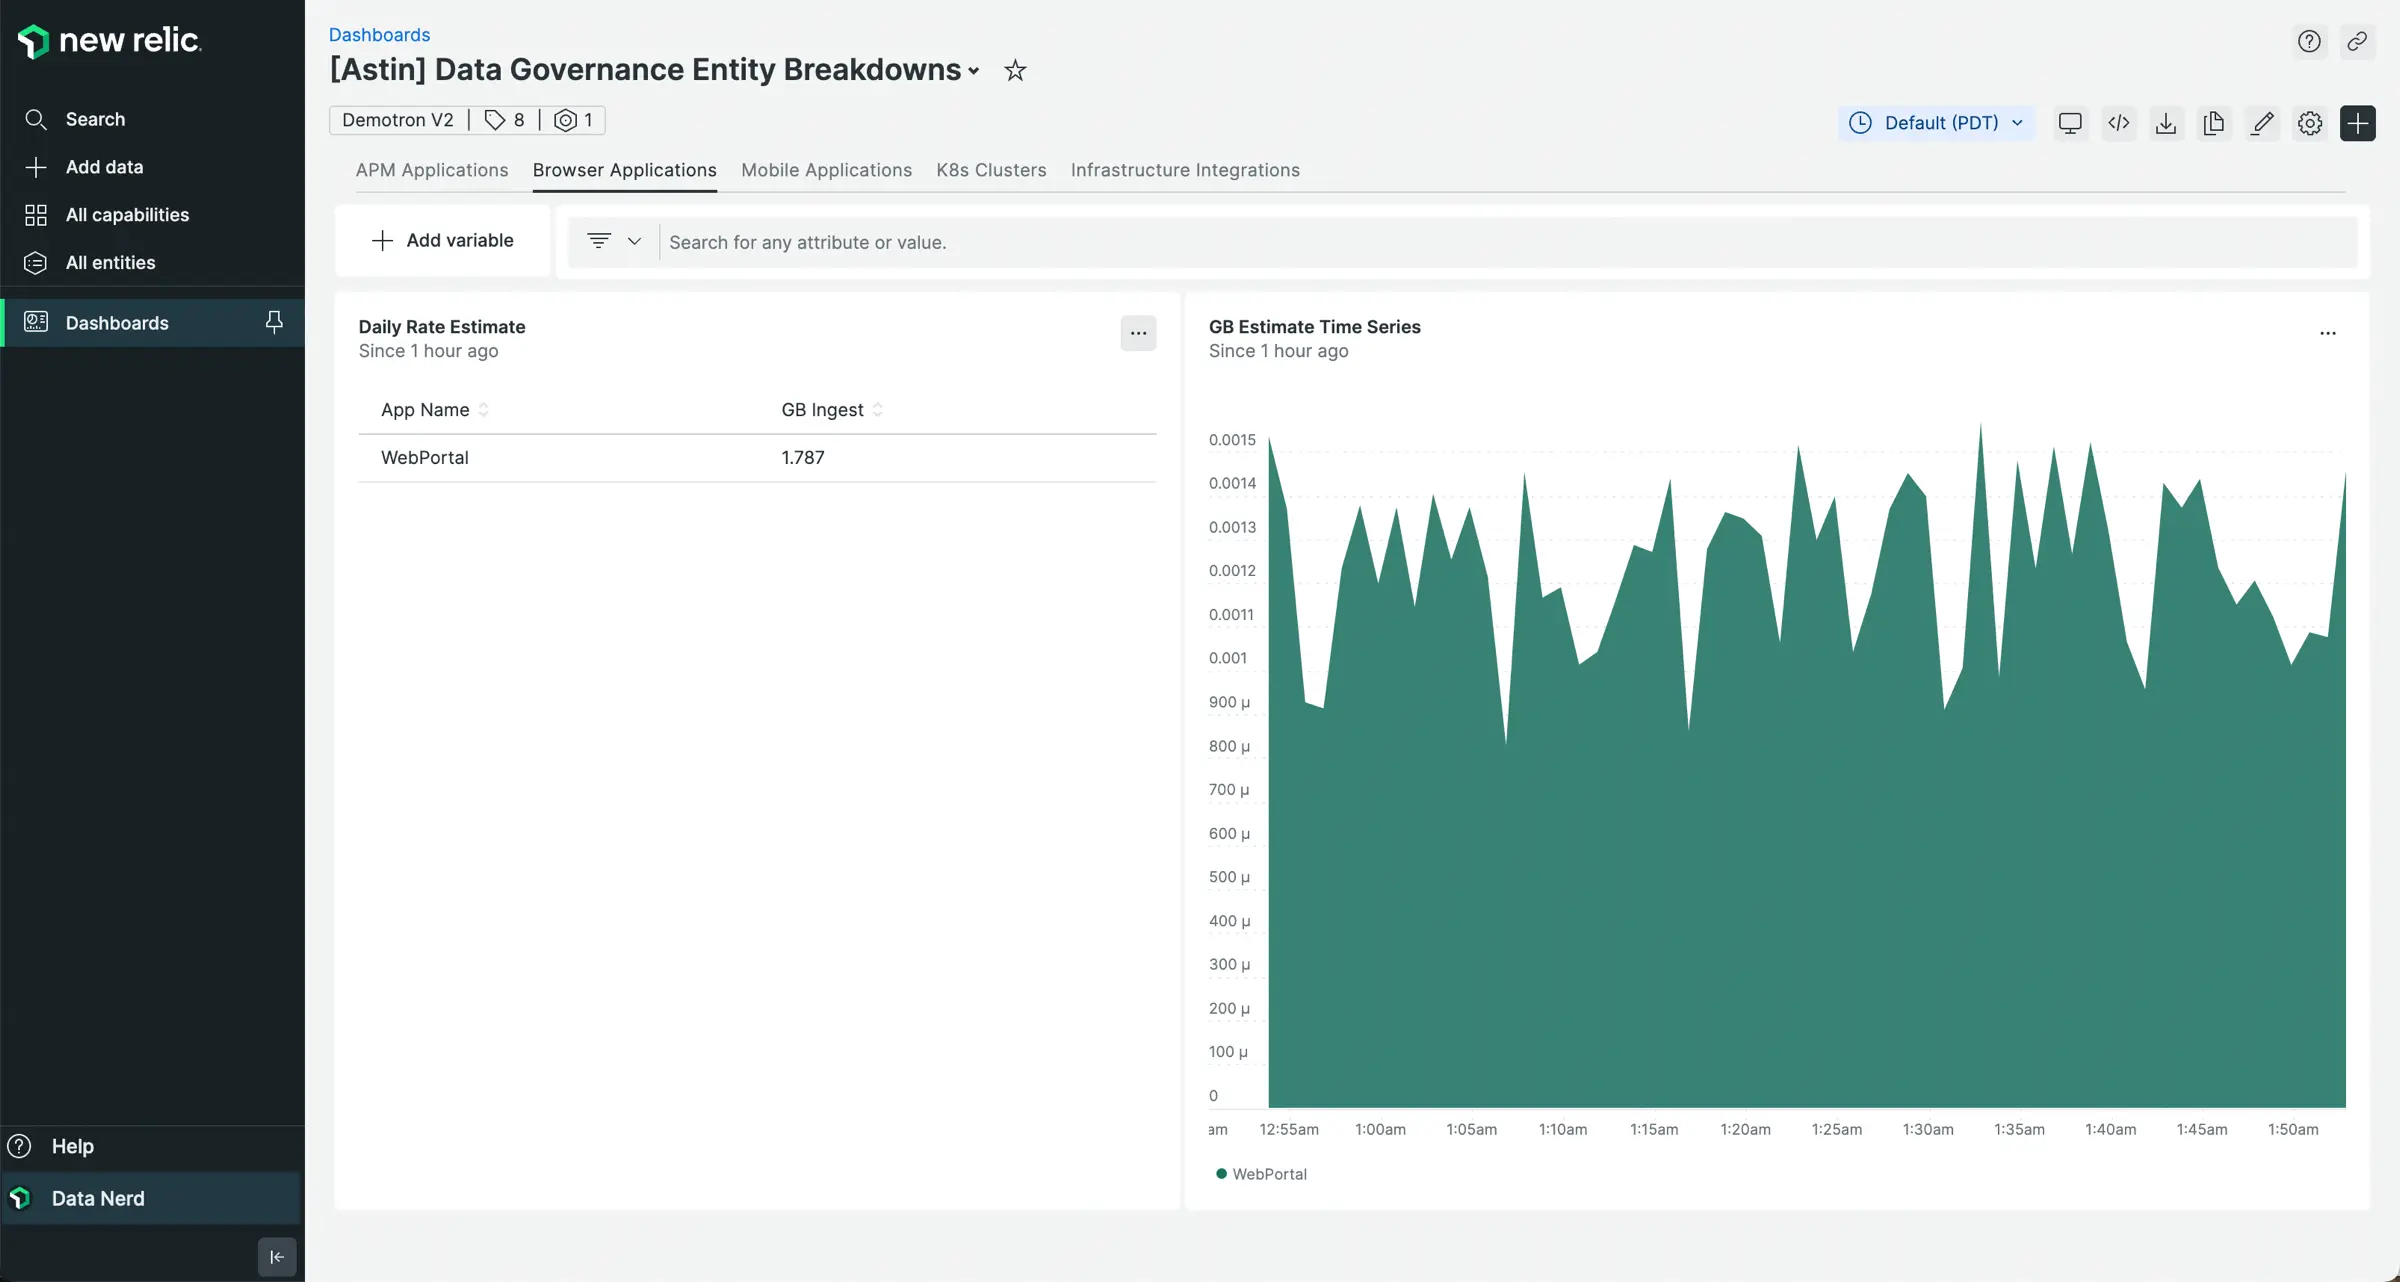 new relic.
Search
Add data
All capabilities
All entities
Dashboards
Help
Data Nerd
Dashboards
[Astin] Data Governance Entity Breakdowns
Demotron V2 | 8 | 1
Default (PDT)
APM Applications Browser Applications Mobile Applications K8s Clusters Infrastructure Integrations
Add variable
Search for any attribute or value.
Daily Rate Estimate
Since 1 hour ago
App Name GB Ingest
WebPortal 1.787
GB Estimate Time Series
Since 1 hour ago
0.0015
0.0014
0.0013
0.0012
0.0011
0.001
900 µ
800 µ
700 µ
600 µ
500 µ
400 µ
300 µ
200 µ
100 µ
0
am 12:55am 1:00am 1:05am 1:10am 1:15am 1:20am 1:25am 1:30am 1:35am 1:40am 1:45am 1:50am
WebPortal